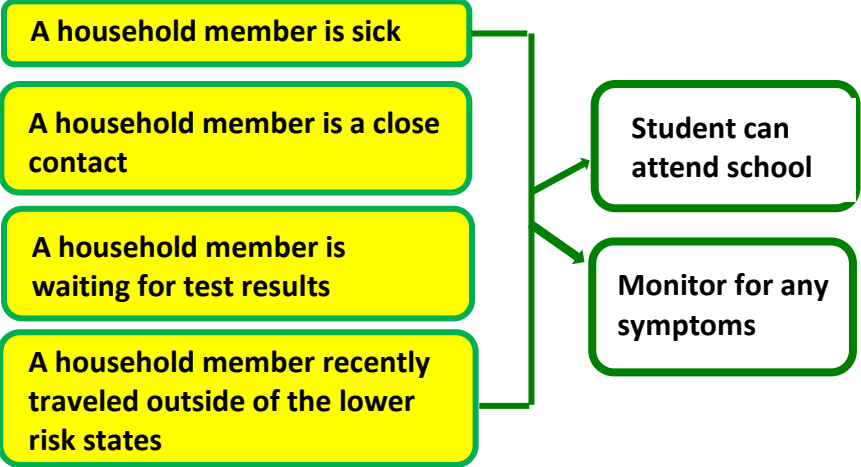 A household member is sick
A household member is a close
contact
A household member is
waiting for test results
A household member recently
traveled outside of the lower
risk states
Student can
attend school
Monitor for any
symptoms